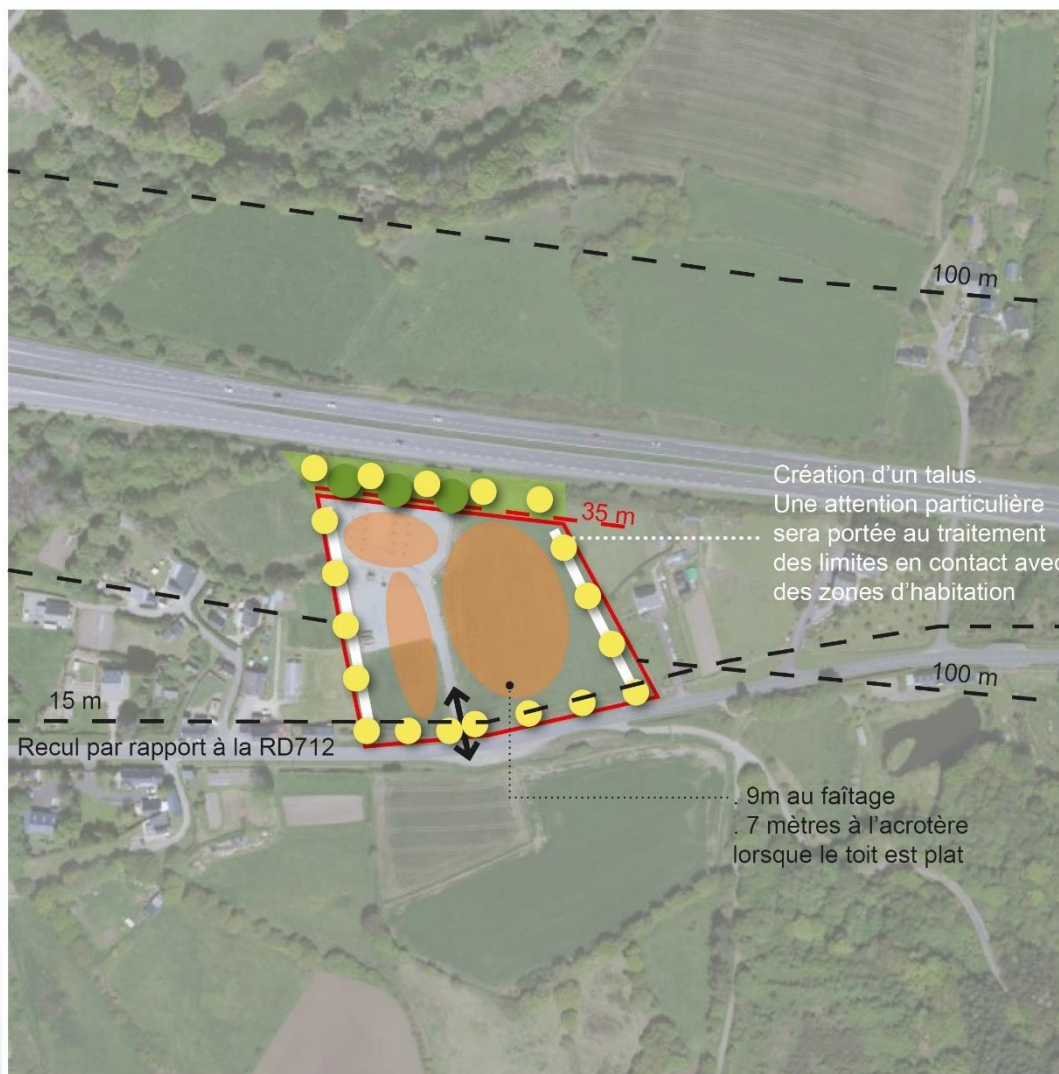 100 m
Création d'un talus.
Une attention particulière
35 m
sera portée au traitement
des limites en contact avec
des zones d'habitation
100 m
15 m
Recul par rapport à la RD712
. 9m au faîtage
. 7 mètres à l'acrotère
lorsque le toit est plat